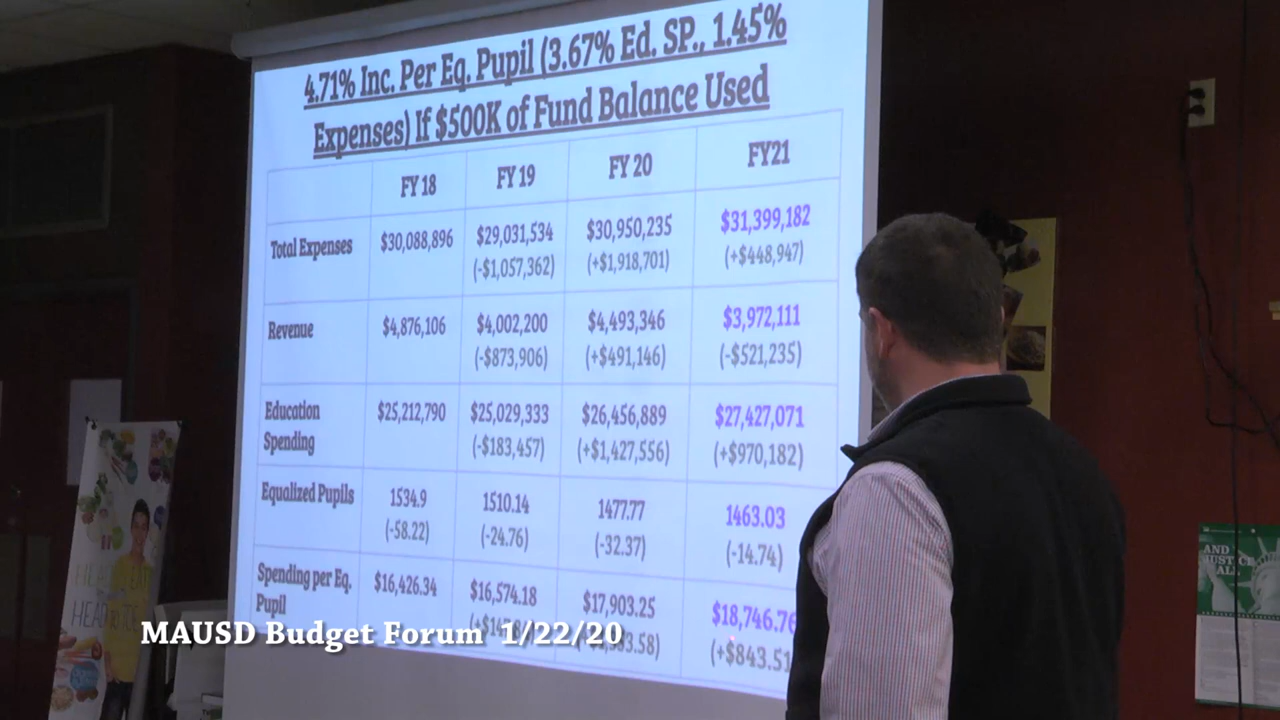 4.71% Inc. Per Eq. Pupil (3.67% Ed. SP., 1.45%
Expenses) If $500K of Fund Balance Used
FY 18 FY 19 FY 20 FY21
Total Expenses $30,088,896 $29,031,534 $30,950,235 $31,399,182
(-$1,057,362) (+$1,918,701) (+$448,947)
Revenue $4,876,106 $4,002,200 $4,493,346 $3,972,111
(-$873,906) (+$491,146) (-$521,235)
Education $25,212,790 $25,029,333 $26,456,889 $27,427,071
Spending (-$183,457) (+$1,427,556) (+$970,182)
Equalized Pupils 1534.9 1510.14 1477.77 1463.03
(-58.22) (-24.76) (-32.37) (-14.74)
Spending per Eq. $16,426.34 $16,574.18 $17,903.25 $18,746.76
Pupil (+$843.51
MAUSD Budget Forum 1/22/20
AND
JUSTICE
ALL